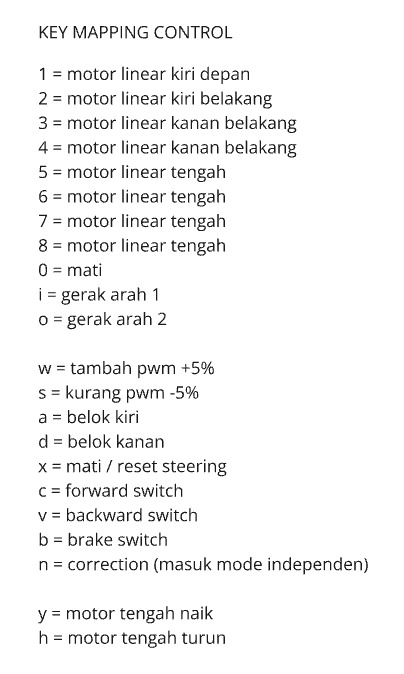 KEY MAPPING CONTROL
1 = motor linear kiri depan
2 = motor linear kiri belakang
3 = motor linear kanan belakang
4 = motor linear kanan belakang
5 = motor linear tengah
6 = motor linear tengah
7 = motor linear tengah
8 = motor linear tengah
0 = mati
i = gerak arah 1
o = gerak arah 2
w = tambah pwm +5%
s = kurang pwm -5%
a = belok kiri
d = belok kanan
x = mati / reset steering
c = forward switch
v = backward switch
b = brake switch
n = correction (masuk mode independen)
y = motor tengah naik
h = motor tengah turun